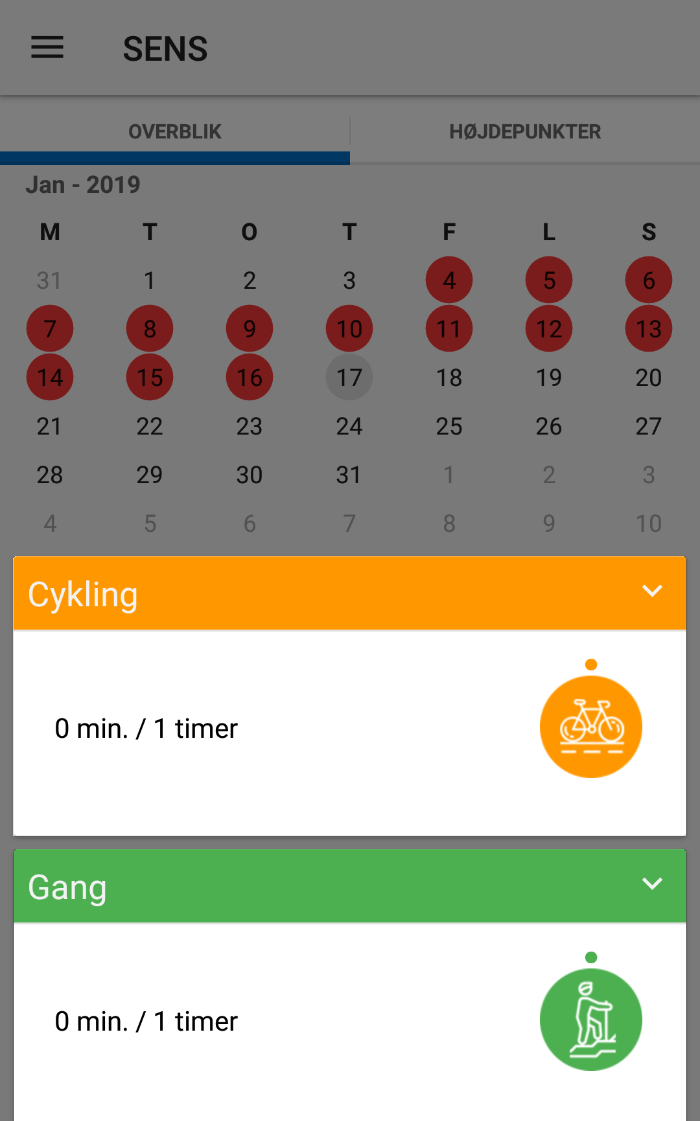 SENS
OVERBLIK HØJDEPUNKTER
Jan - 2019
M T O T F L S
31 1 2 3 4 5 6
7 8 9 10 11 12 13
14 15 16 17 18 19 20
21 22 23 24 25 26 27
28 29 30 31 1 2 3
4 5 6 7 8 9 10
Cykling
0 min. / 1 timer
Gang
0 min. / 1 timer